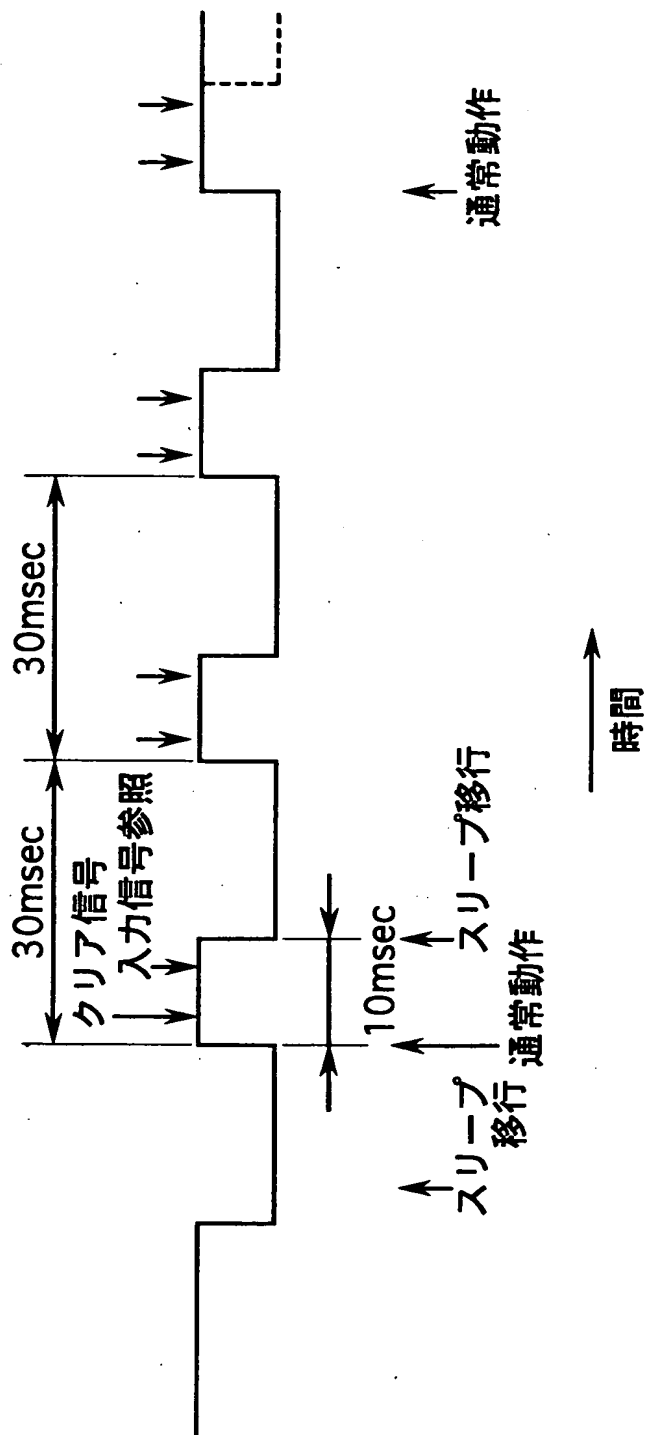 30msec
30msec
クリア信号
入力信号参照
10msec
スリープ
移行
通常動作
スリープ移行
通常動作
時間